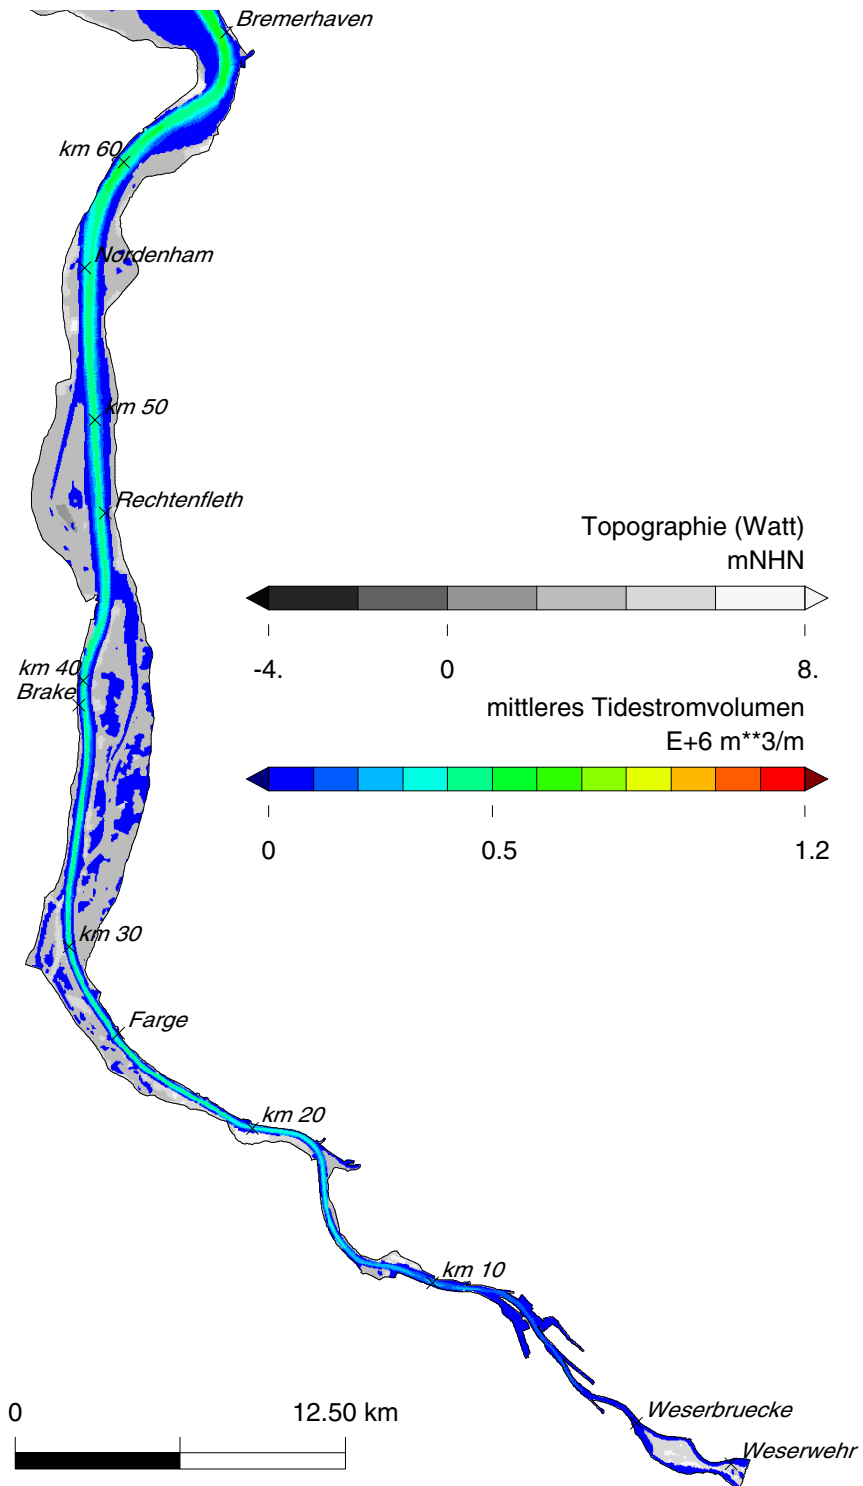 Bremerhaven
km 60
Nordenham
km 50
Rechtenfleth
Topographie (Watt)
mNHN
-4. 0 8.
km 40
Brake
mittleres Tidestromvolumen
E+6 m**3/m
0 0.5 1.2
km 30
Farge
km 20
km 10
0 12.50 km
Weserbruecke
Weserwehr